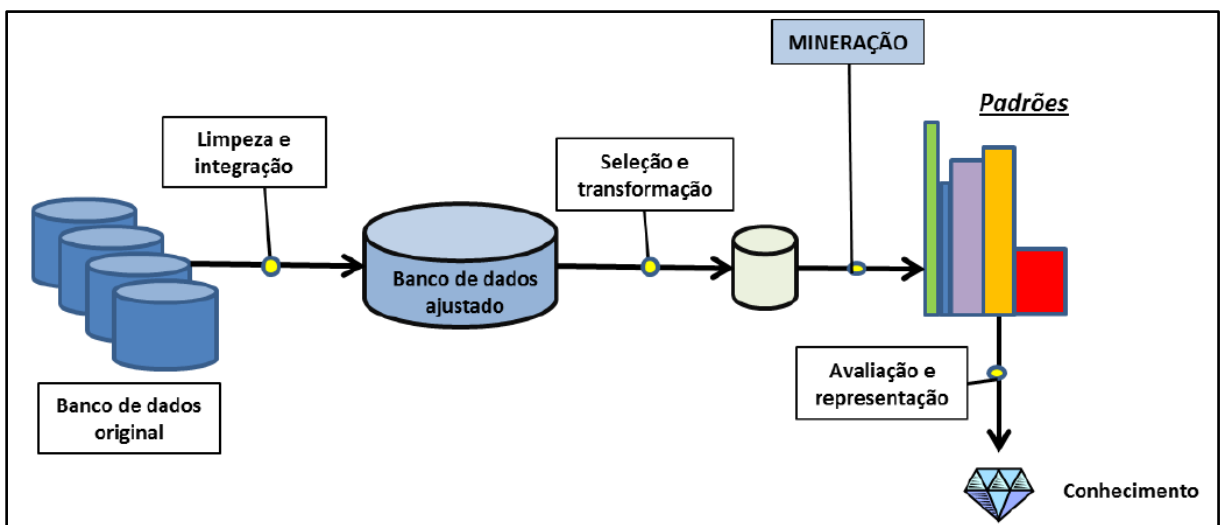 MINERAÇÃO
Padrões
Limpeza e
integração
Seleção e
transformação
Banco de dados
ajustado
Avaliação e
representação
Banco de dados
original
Conhecimento